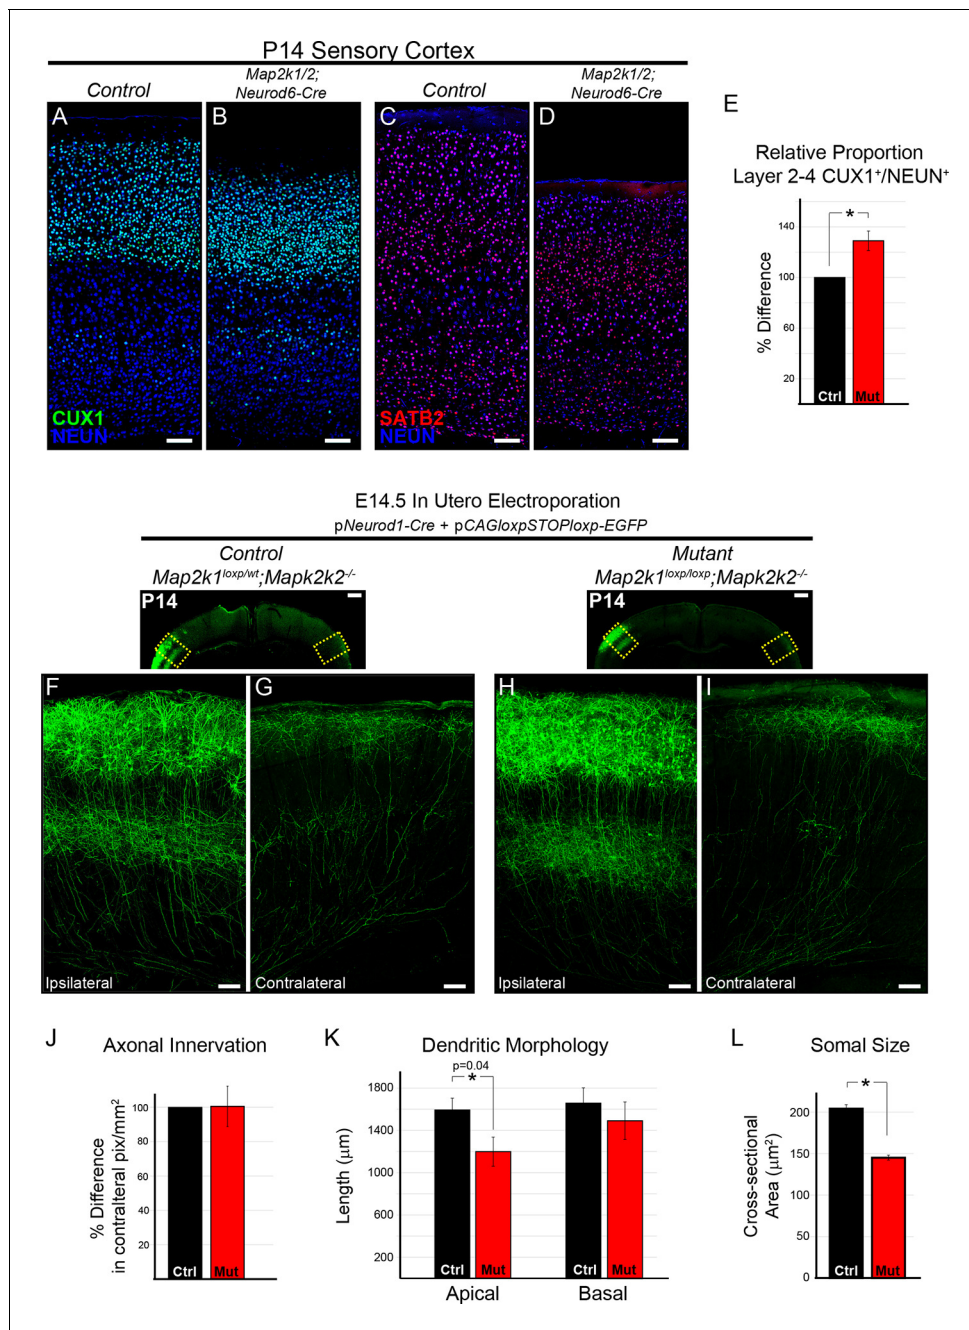 P14 Sensory Cortex
Control
Map2k1/2;
Neurod6-Cre
Control
Map2k1/2;
Neurod6-Cre
A
B
C
D
CUX1
NEUN
SATB2
NEUN
E
Relative Proportion
Layer 2-4 CUX1⁺/NEUN⁺
% Difference
140
100
60
20
*
Ctrl
Mut
E14.5 In Utero Electroporation
pNeurod1-Cre + pCAGloxpSTOPloxp-EGFP
Control
Map2k1loxp/wt;Mapk2k2-/-
Mutant
Map2k1loxp/loxp;Mapk2k2-/-
P14
P14
F
G
H
I
Ipsilateral
Contralateral
Ipsilateral
Contralateral
J
Axonal Innervation
% Difference
in contralteral pix/mm²
100
80
60
40
20
Ctrl
Mut
K
Dendritic Morphology
p=0.04
*
Length (μm)
1800
1400
1000
600
200
Ctrl
Mut
Apical
Basal
L
Somal Size
*
Cross-sectional
Area (μm²)
200
150
100
50
0
Ctrl
Mut